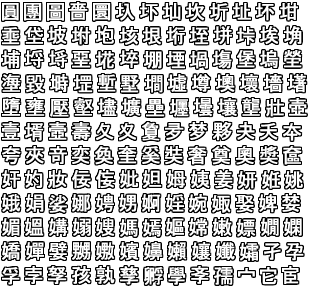 圓團圖嗇圜圦坏圸坎圻址坏坩
埀垈坡坿垉垓垠垳垤垪垰埃埆
埔埒埓堊埖埣堋堙堝塲堡塢塋
塰毀塒堽塹墅墹墟墫墺壞墻墸
墮壅壓壑壗壙壘壥壜壤壟壯壺
壹壻壼壽夂夊夐夛梦夥夬夭夲
夸夾竒奕奐奎奚奘奢奠奧奬奩
奸妁妝佞侫妣妲姆姨姜妍姙姚
娥娟娑娜娉娚婀婬婉娵娶婢婪
媚媼媾嫋嫂媽嫣嫗嫦嫩嫖嫺嫻
嬌嬋嬖嬲嫐嬪嬶嬾孃孅孀孑孕
孚孛孥孩孰孳孵學斈孺宀它宦